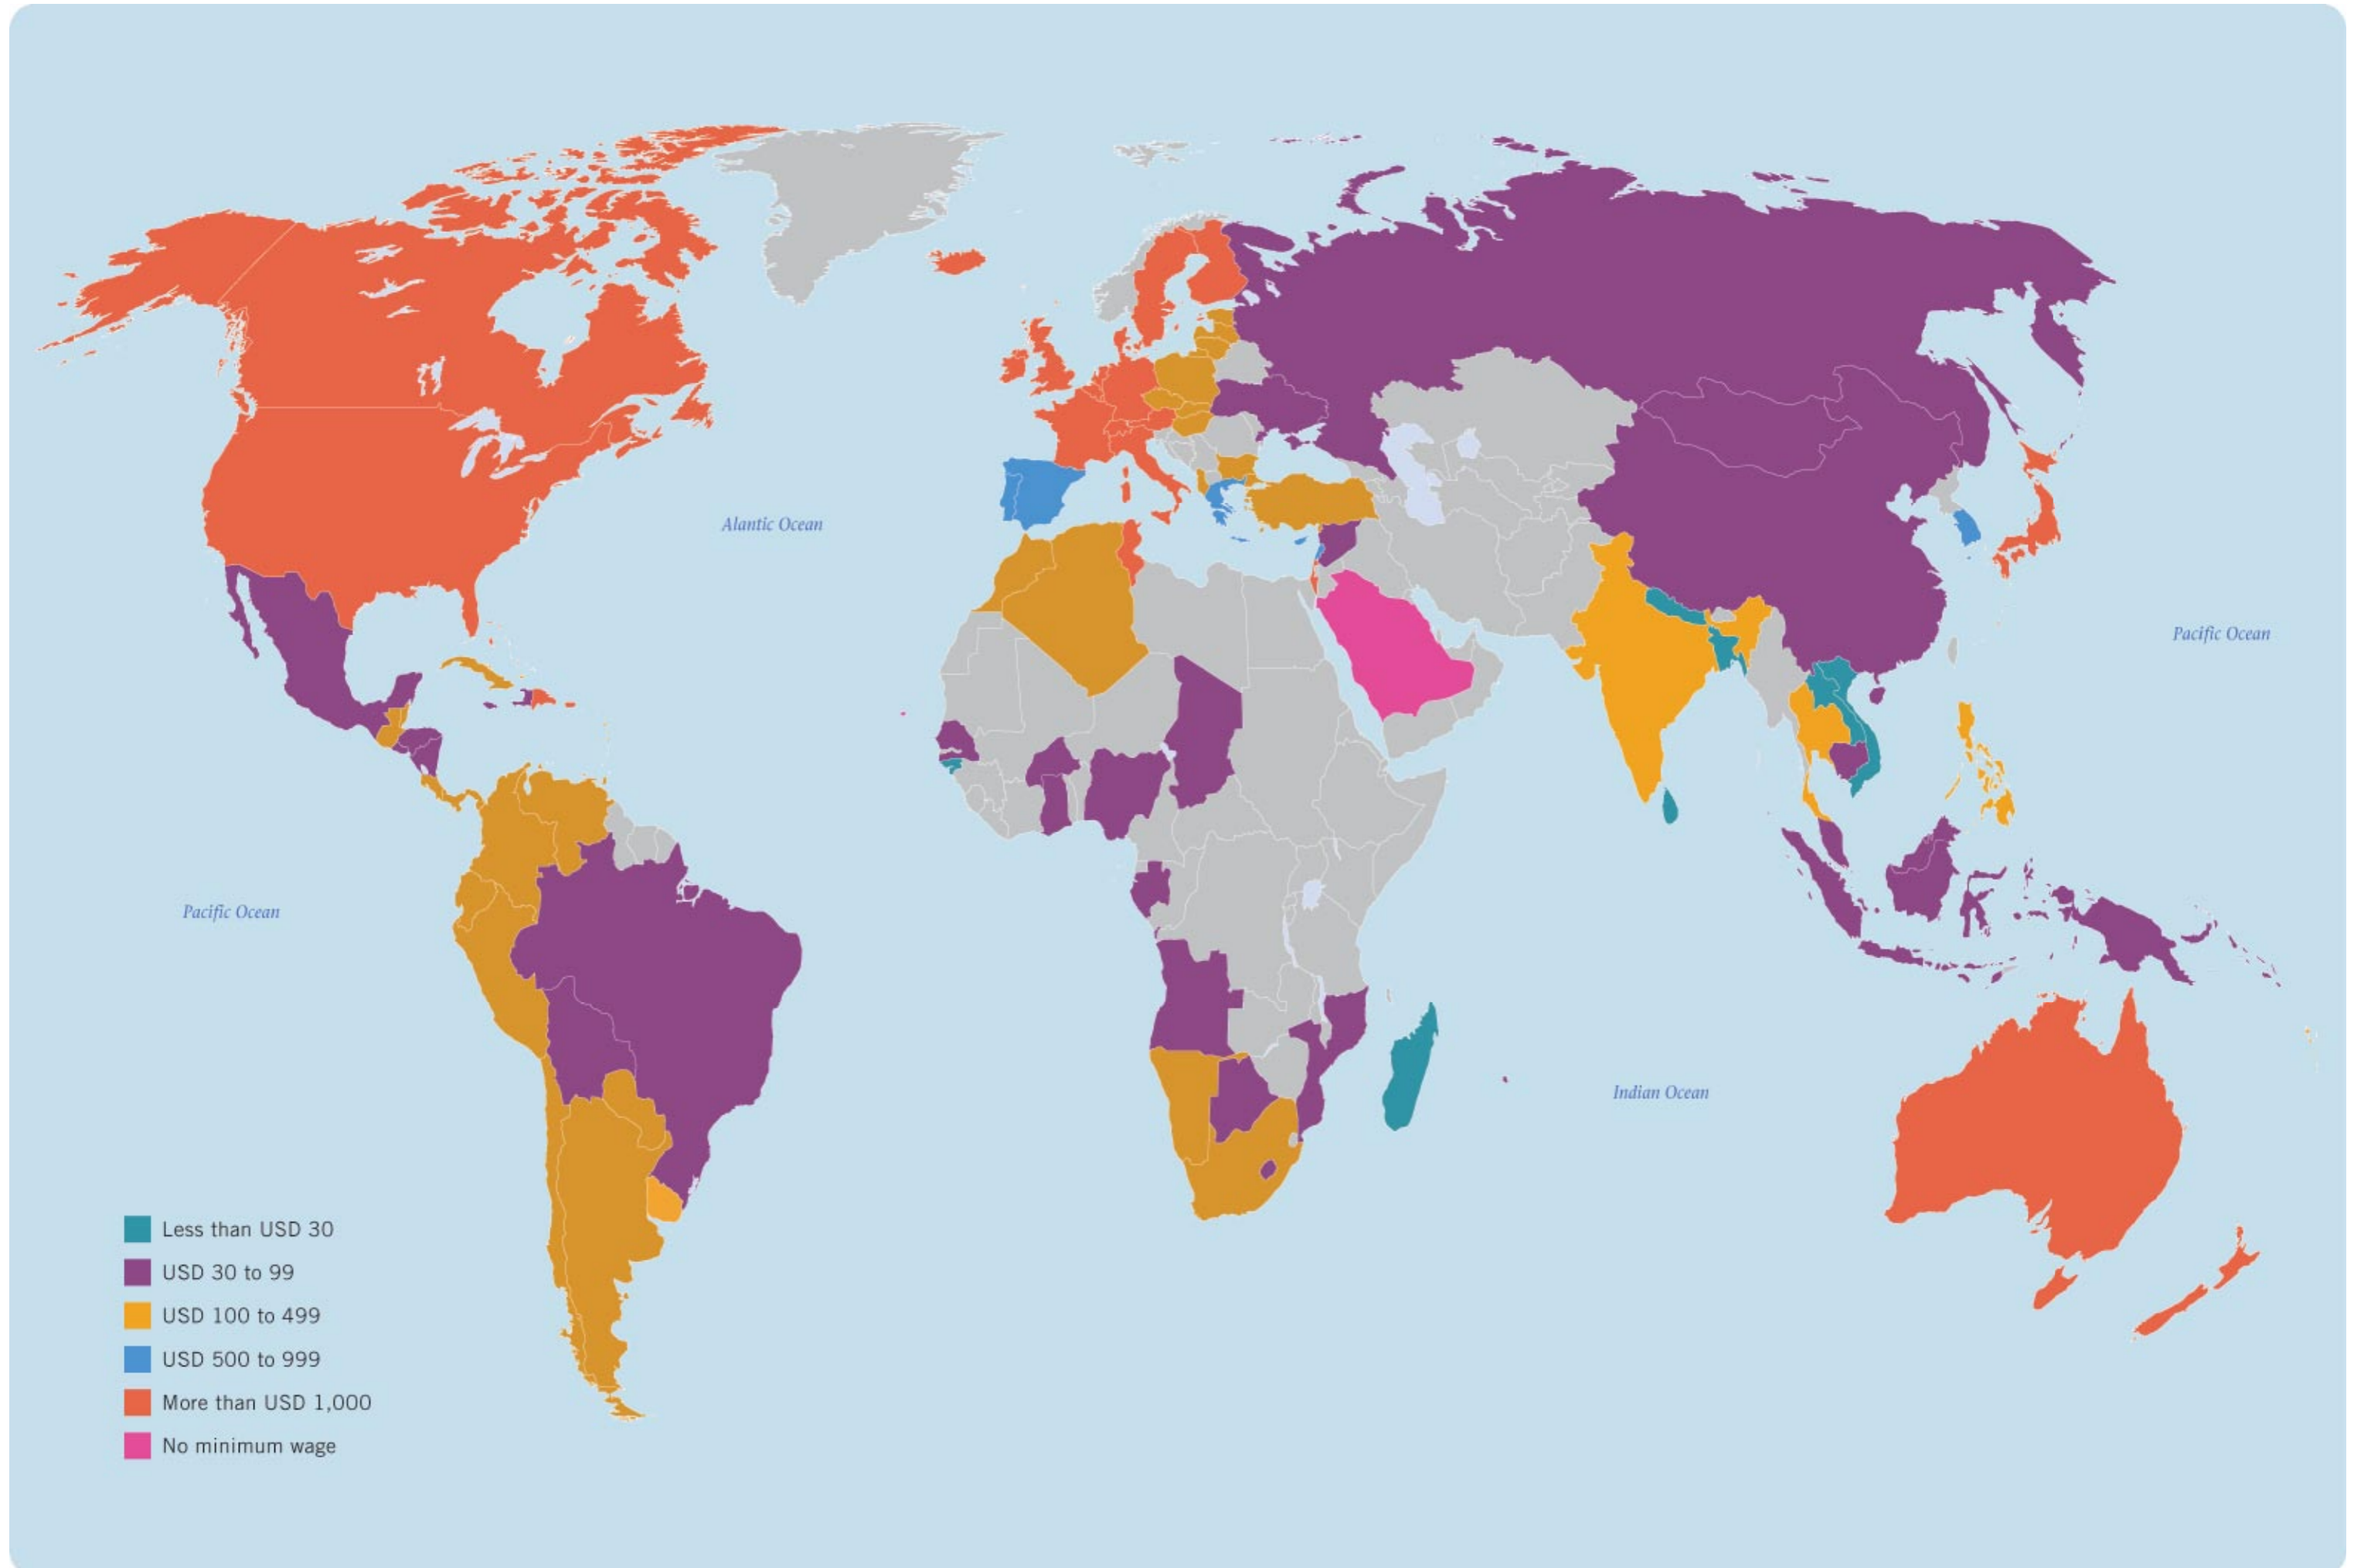 Alantic Ocean
Pacific Ocean
Pacific Ocean
Indian Ocean
Less than USD 30
USD 30 to 99
USD 100 to 499
USD 500 to 999
More than USD 1,000
No minimum wage